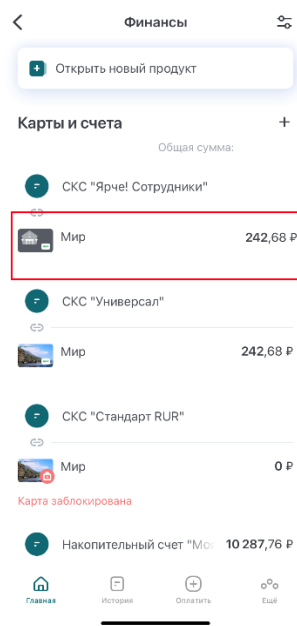 Финансы
Открыть новый продукт
Карты и счета +
Общая сумма:
СКС "Ярче! Сотрудники"
Мир 242,68 ₽
СКС "Универсал"
Мир 242,68 ₽
СКС "Стандарт RUR"
Мир 0 ₽
Карта заблокирована
Накопительный счет "Мо 10 287,76 ₽
Главная История Оплатить Ещё